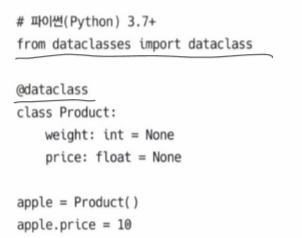 # 파이썬(Python) 3.7+
from dataclasses import dataclass
@dataclass
class Product:
    weight: int = None
    price: float = None
apple = Product()
apple.price = 10